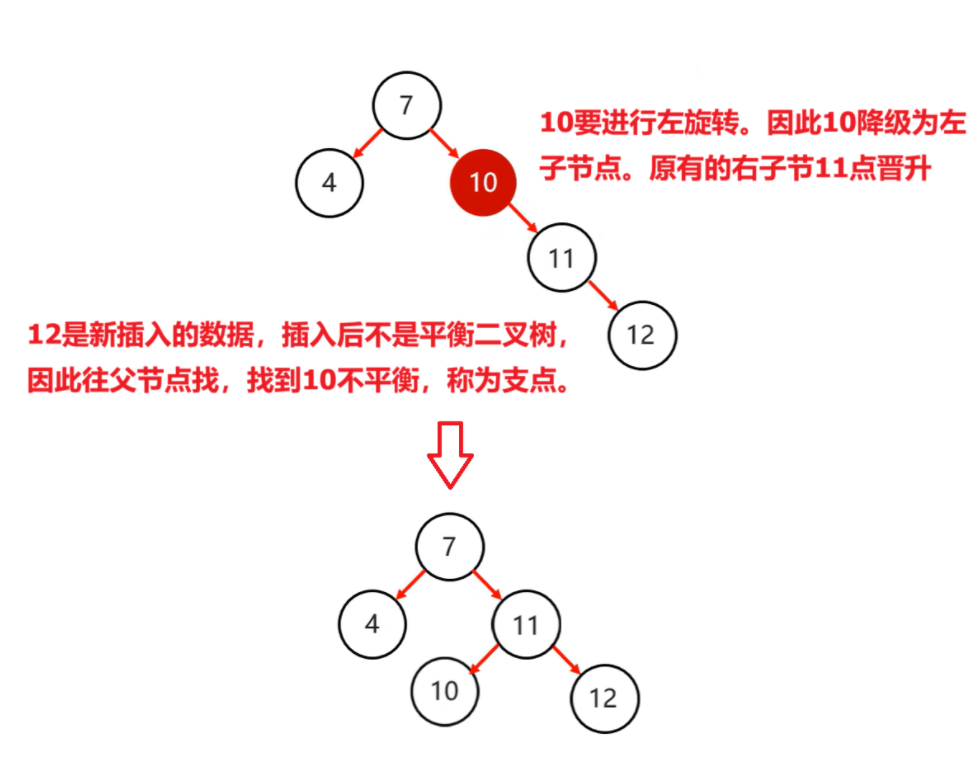 7
10要进行左旋转。因此10降级为左
4
10
子节点。原有的右子节11点晋升
11
12
12是新插入的数据，插入后不是平衡二叉树，
因此往父节点找，找到10不平衡，称为支点。
7
4
11
10
12